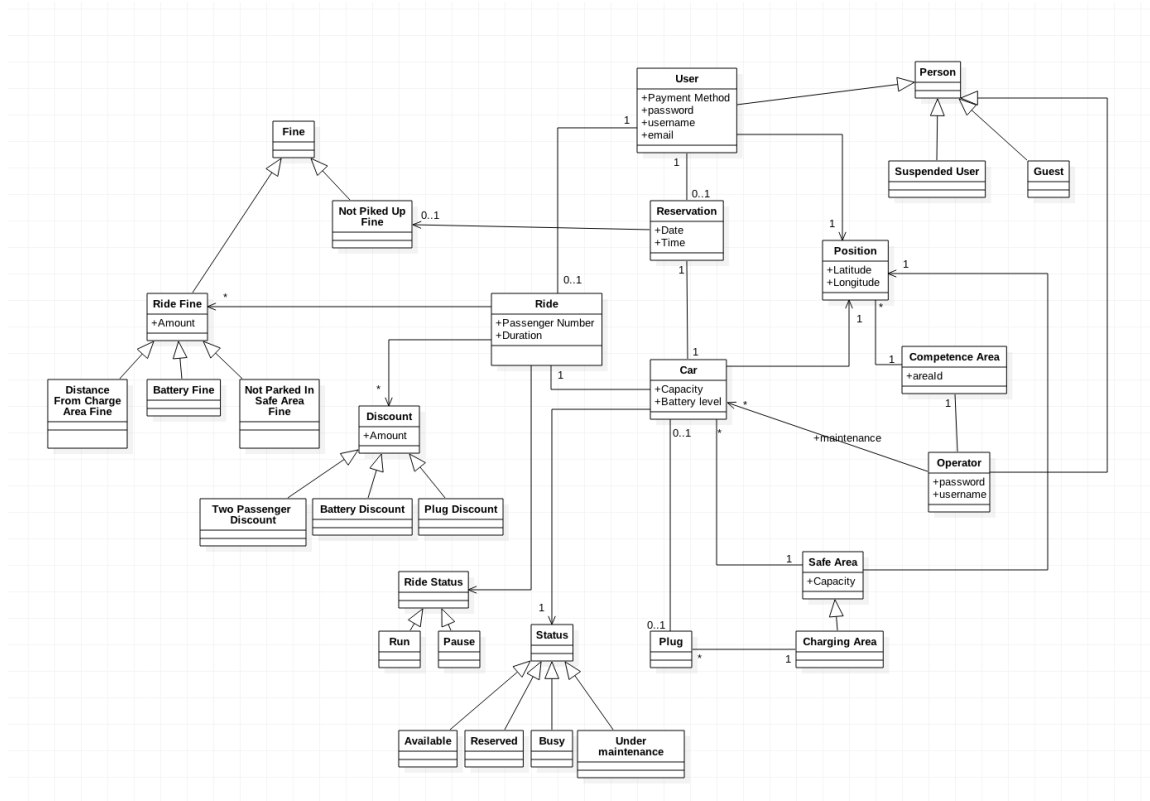 Person
User
+Payment Method
+password
+username
+email
1
1
0..1
Fine
Suspended User
Guest
Not Piked Up
Fine
0..1
Reservation
+Date
+Time
1
1
Position
+Latitude
+Longitude
1
*
1
0..1
*
Ride Fine
+Amount
Ride
+Passenger Number
+Duration
1
1
Competence Area
+areaId
1
Car
+Capacity
+Battery level
*
0..1
*
+maintenance
Distance
From Charge
Area Fine
Battery Fine
Not Parked In
Safe Area
Fine
*
Discount
+Amount
Operator
+password
+username
Two Passenger
Discount
Battery Discount
Plug Discount
1
Safe Area
+Capacity
Ride Status
1
0..1
Run
Pause
Status
Plug
*
1
Charging Area
Available
Reserved
Busy
Under
maintenance